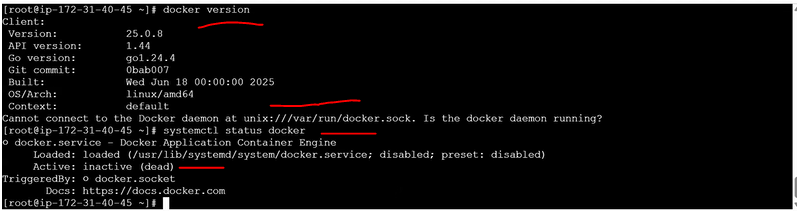 [root@ip-172-31-40-45 ~]# docker version
Client:
 Version:           25.0.8
 API version:       1.44
 Go version:        go1.24.4
 Git commit:        0bab007
 Built:             Wed Jun 18 00:00:00 2025
 OS/Arch:           linux/amd64
 Context:           default
Cannot connect to the Docker daemon at unix:///var/run/docker.sock. Is the docker daemon running?
[root@ip-172-31-40-45 ~]# systemctl status docker
○ docker.service - Docker Application Container Engine
     Loaded: loaded (/usr/lib/systemd/system/docker.service; disabled; preset: disabled)
     Active: inactive (dead)
TriggeredBy: ○ docker.socket
       Docs: https://docs.docker.com
[root@ip-172-31-40-45 ~]#